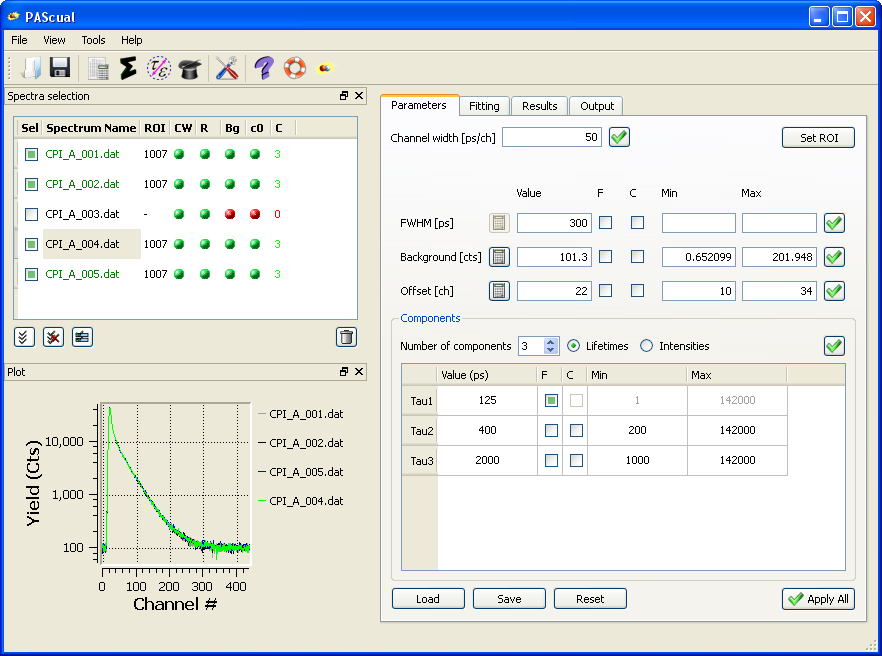 PAScual
File View Tools Help
τ/ε
Spectra selection
Sel Spectrum Name ROI CW R Bg c0 C
CPI_A_001.dat 1007 3
CPI_A_002.dat 1007 3
CPI_A_003.dat - 0
CPI_A_004.dat 1007 3
CPI_A_005.dat 1007 3
Plot
Yield (Cts)
10,000
1,000
100
0 100 200 300 400
Channel #
CPI_A_001.dat
CPI_A_002.dat
CPI_A_005.dat
CPI_A_004.dat
Parameters Fitting Results Output
Channel width [ps/ch] 50 Set ROI
Value F C Min Max
FWHM [ps] 300
Background [cts] 101.3 0.652099 201.948
Offset [ch] 22 10 34
Components
Number of components 3 Lifetimes Intensities
Value (ps) F C Min Max
Tau1 125 1 142000
Tau2 400 200 142000
Tau3 2000 1000 142000
Load Save Reset Apply All